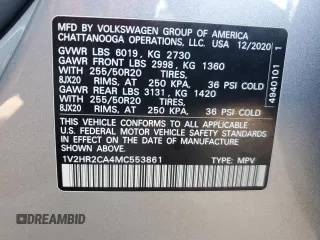 MFD BY VOLKSWAGEN GROUP OF AMERICA
CHATTANOOGA OPERATIONS, LLC. USA 12/2020
GVWR LBS 6019 , KG 2730
GAWR FRONT LBS 2998 , KG 1360
WITH 255/50R20 TIRES,
8JX20 RIMS, AT 250 KPA. 36 PSI COLD
GAWR REAR LBS 3131 , KG 1420
WITH 255/50R20 TIRES,
8JX20 RIMS, AT 250 KPA. 36 PSI COLD
THIS VEHICLE CONFORMS TO ALL APPLICABLE
U.S. FEDERAL MOTOR VEHICLE SAFETY STANDARDS
IN EFFECT ON THE DATE OF MANUFACTURE
SHOWN ABOVE.
1V2HR2CA4MC553861 TYPE: MPV
4940101 1
DREAMBID